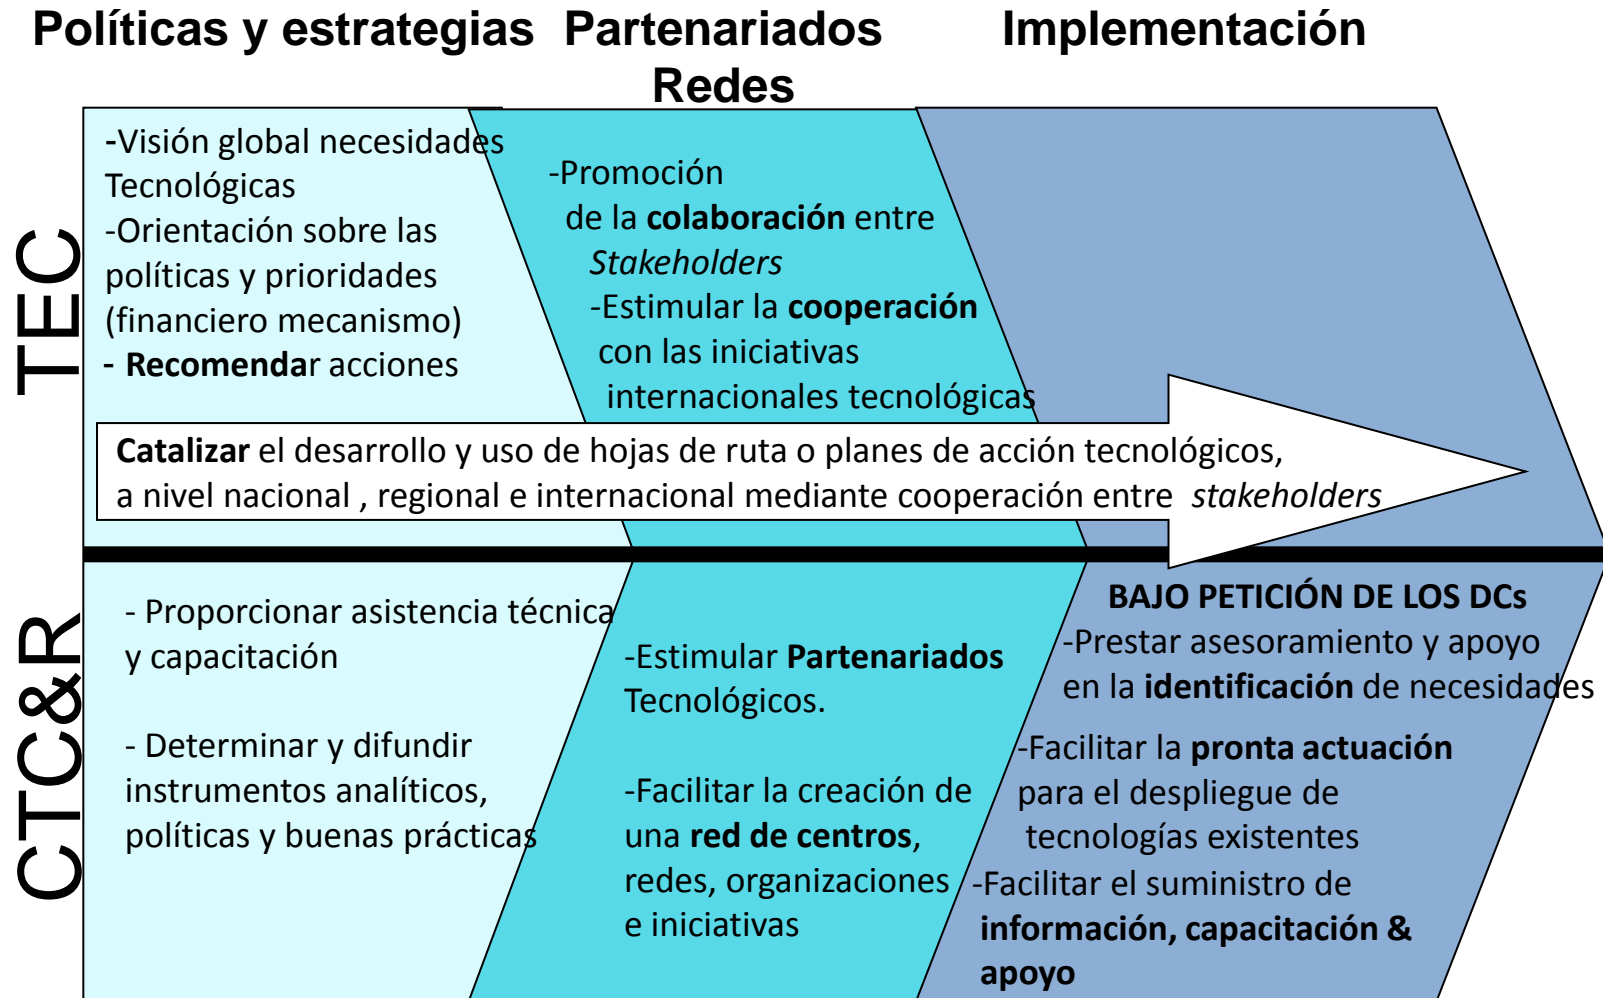 Políticas y estrategias
Partenariados
Redes
Implementación
TEC
-Visión global necesidades
Tecnológicas
-Orientación sobre las
políticas y prioridades
(financiero mecanismo)
- Recomendar acciones
-Promoción
de la colaboración entre
Stakeholders
-Estimular la cooperación
con las iniciativas
internacionales tecnológicas
Catalizar el desarrollo y uso de hojas de ruta o planes de acción tecnológicos,
a nivel nacional , regional e internacional mediante cooperación entre stakeholders
CTC&R
- Proporcionar asistencia técnica
y capacitación
- Determinar y difundir
instrumentos analíticos,
políticas y buenas prácticas
-Estimular Partenariados
Tecnológicos.
-Facilitar la creación de
una red de centros,
redes, organizaciones
e iniciativas
BAJO PETICIÓN DE LOS DCs
-Prestar asesoramiento y apoyo
en la identificación de necesidades
-Facilitar la pronta actuación
para el despliegue de
tecnologías existentes
-Facilitar el suministro de
información, capacitación &
apoyo